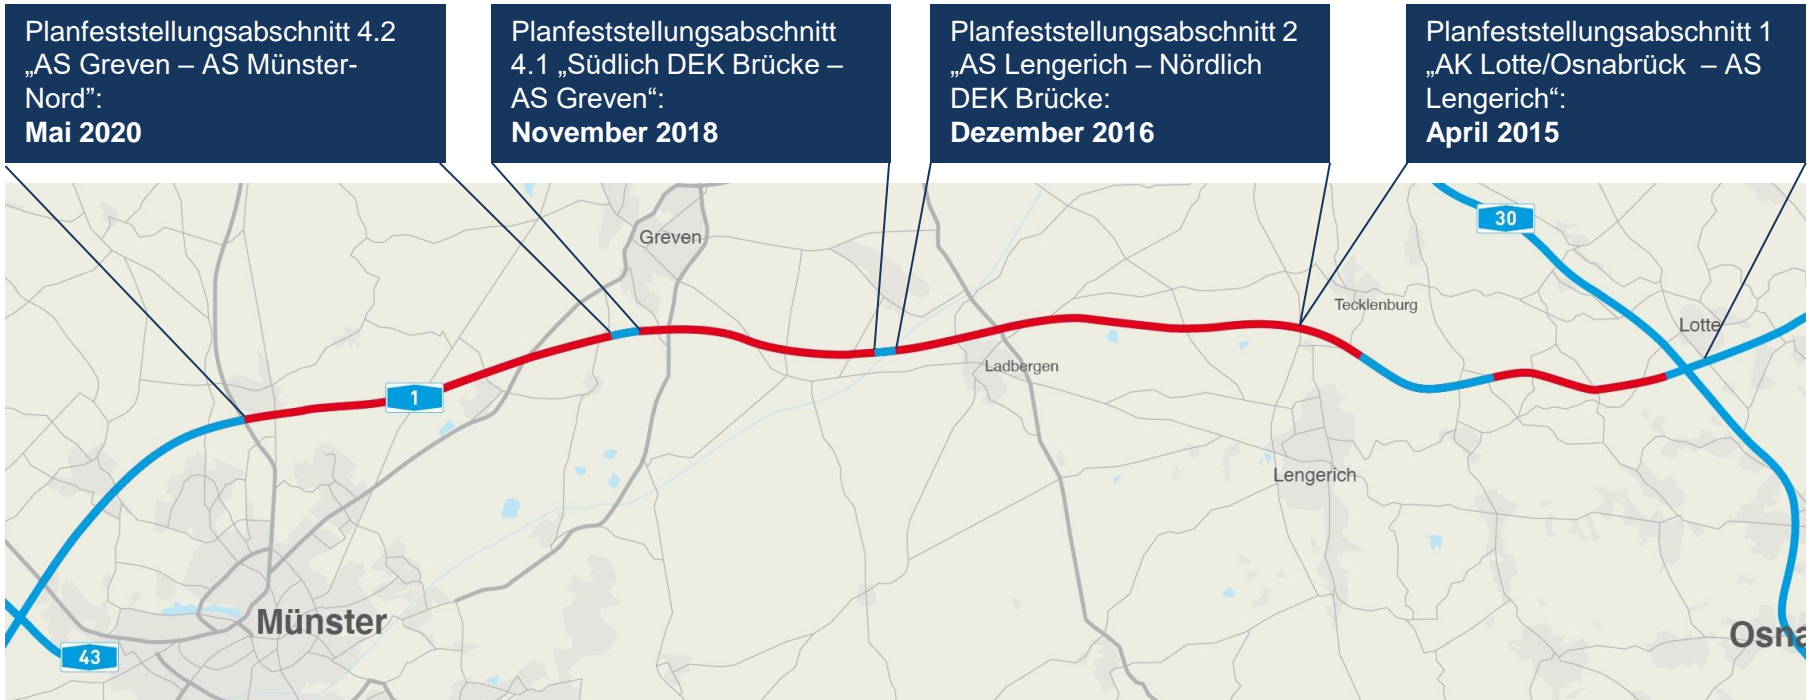 Planfeststellungsabschnitt 4.2
„AS Greven – AS Münster-
Nord”:
Mai 2020
Planfeststellungsabschnitt
4.1 „Südlich DEK Brücke –
AS Greven“:
November 2018
Planfeststellungsabschnitt 2
„AS Lengerich – Nördlich
DEK Brücke:
Dezember 2016
Planfeststellungsabschnitt 1
„AK Lotte/Osnabrück – AS
Lengerich“:
April 2015
30
Greven
Tecklenburg
Lotte
Ladbergen
1
Lengerich
Münster
Osna
43